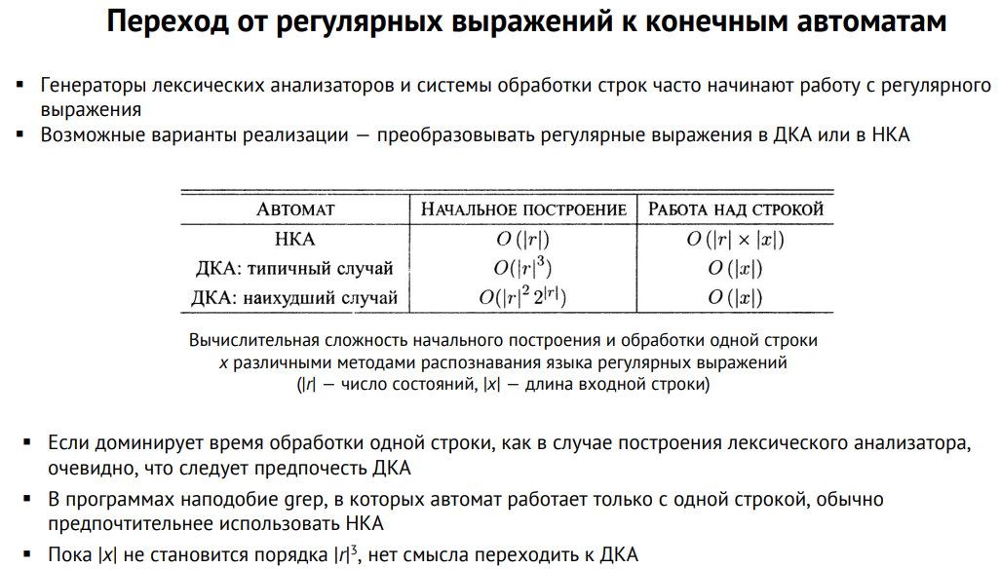 Переход от регулярных выражений к конечным автоматам
▪ Генераторы лексических анализаторов и системы обработки строк часто начинают работу с регулярного
выражения
▪ Возможные варианты реализации — преобразовывать регулярные выражения в ДКА или в НКА
Автомат | Начальное построение | Работа над строкой
НКА | O (|r|) | O (|r| × |x|)
ДКА: типичный случай | O(|r|³) | O (|x|)
ДКА: наихудший случай | O(|r|² 2^|r|) | O (|x|)
Вычислительная сложность начального построения и обработки одной строки
x различными методами распознавания языка регулярных выражений
(|r| — число состояний, |x| — длина входной строки)
▪ Если доминирует время обработки одной строки, как в случае построения лексического анализатора,
очевидно, что следует предпочесть ДКА
▪ В программах наподобие grep, в которых автомат работает только с одной строкой, обычно
предпочтительнее использовать НКА
▪ Пока |x| не становится порядка |r|³, нет смысла переходить к ДКА